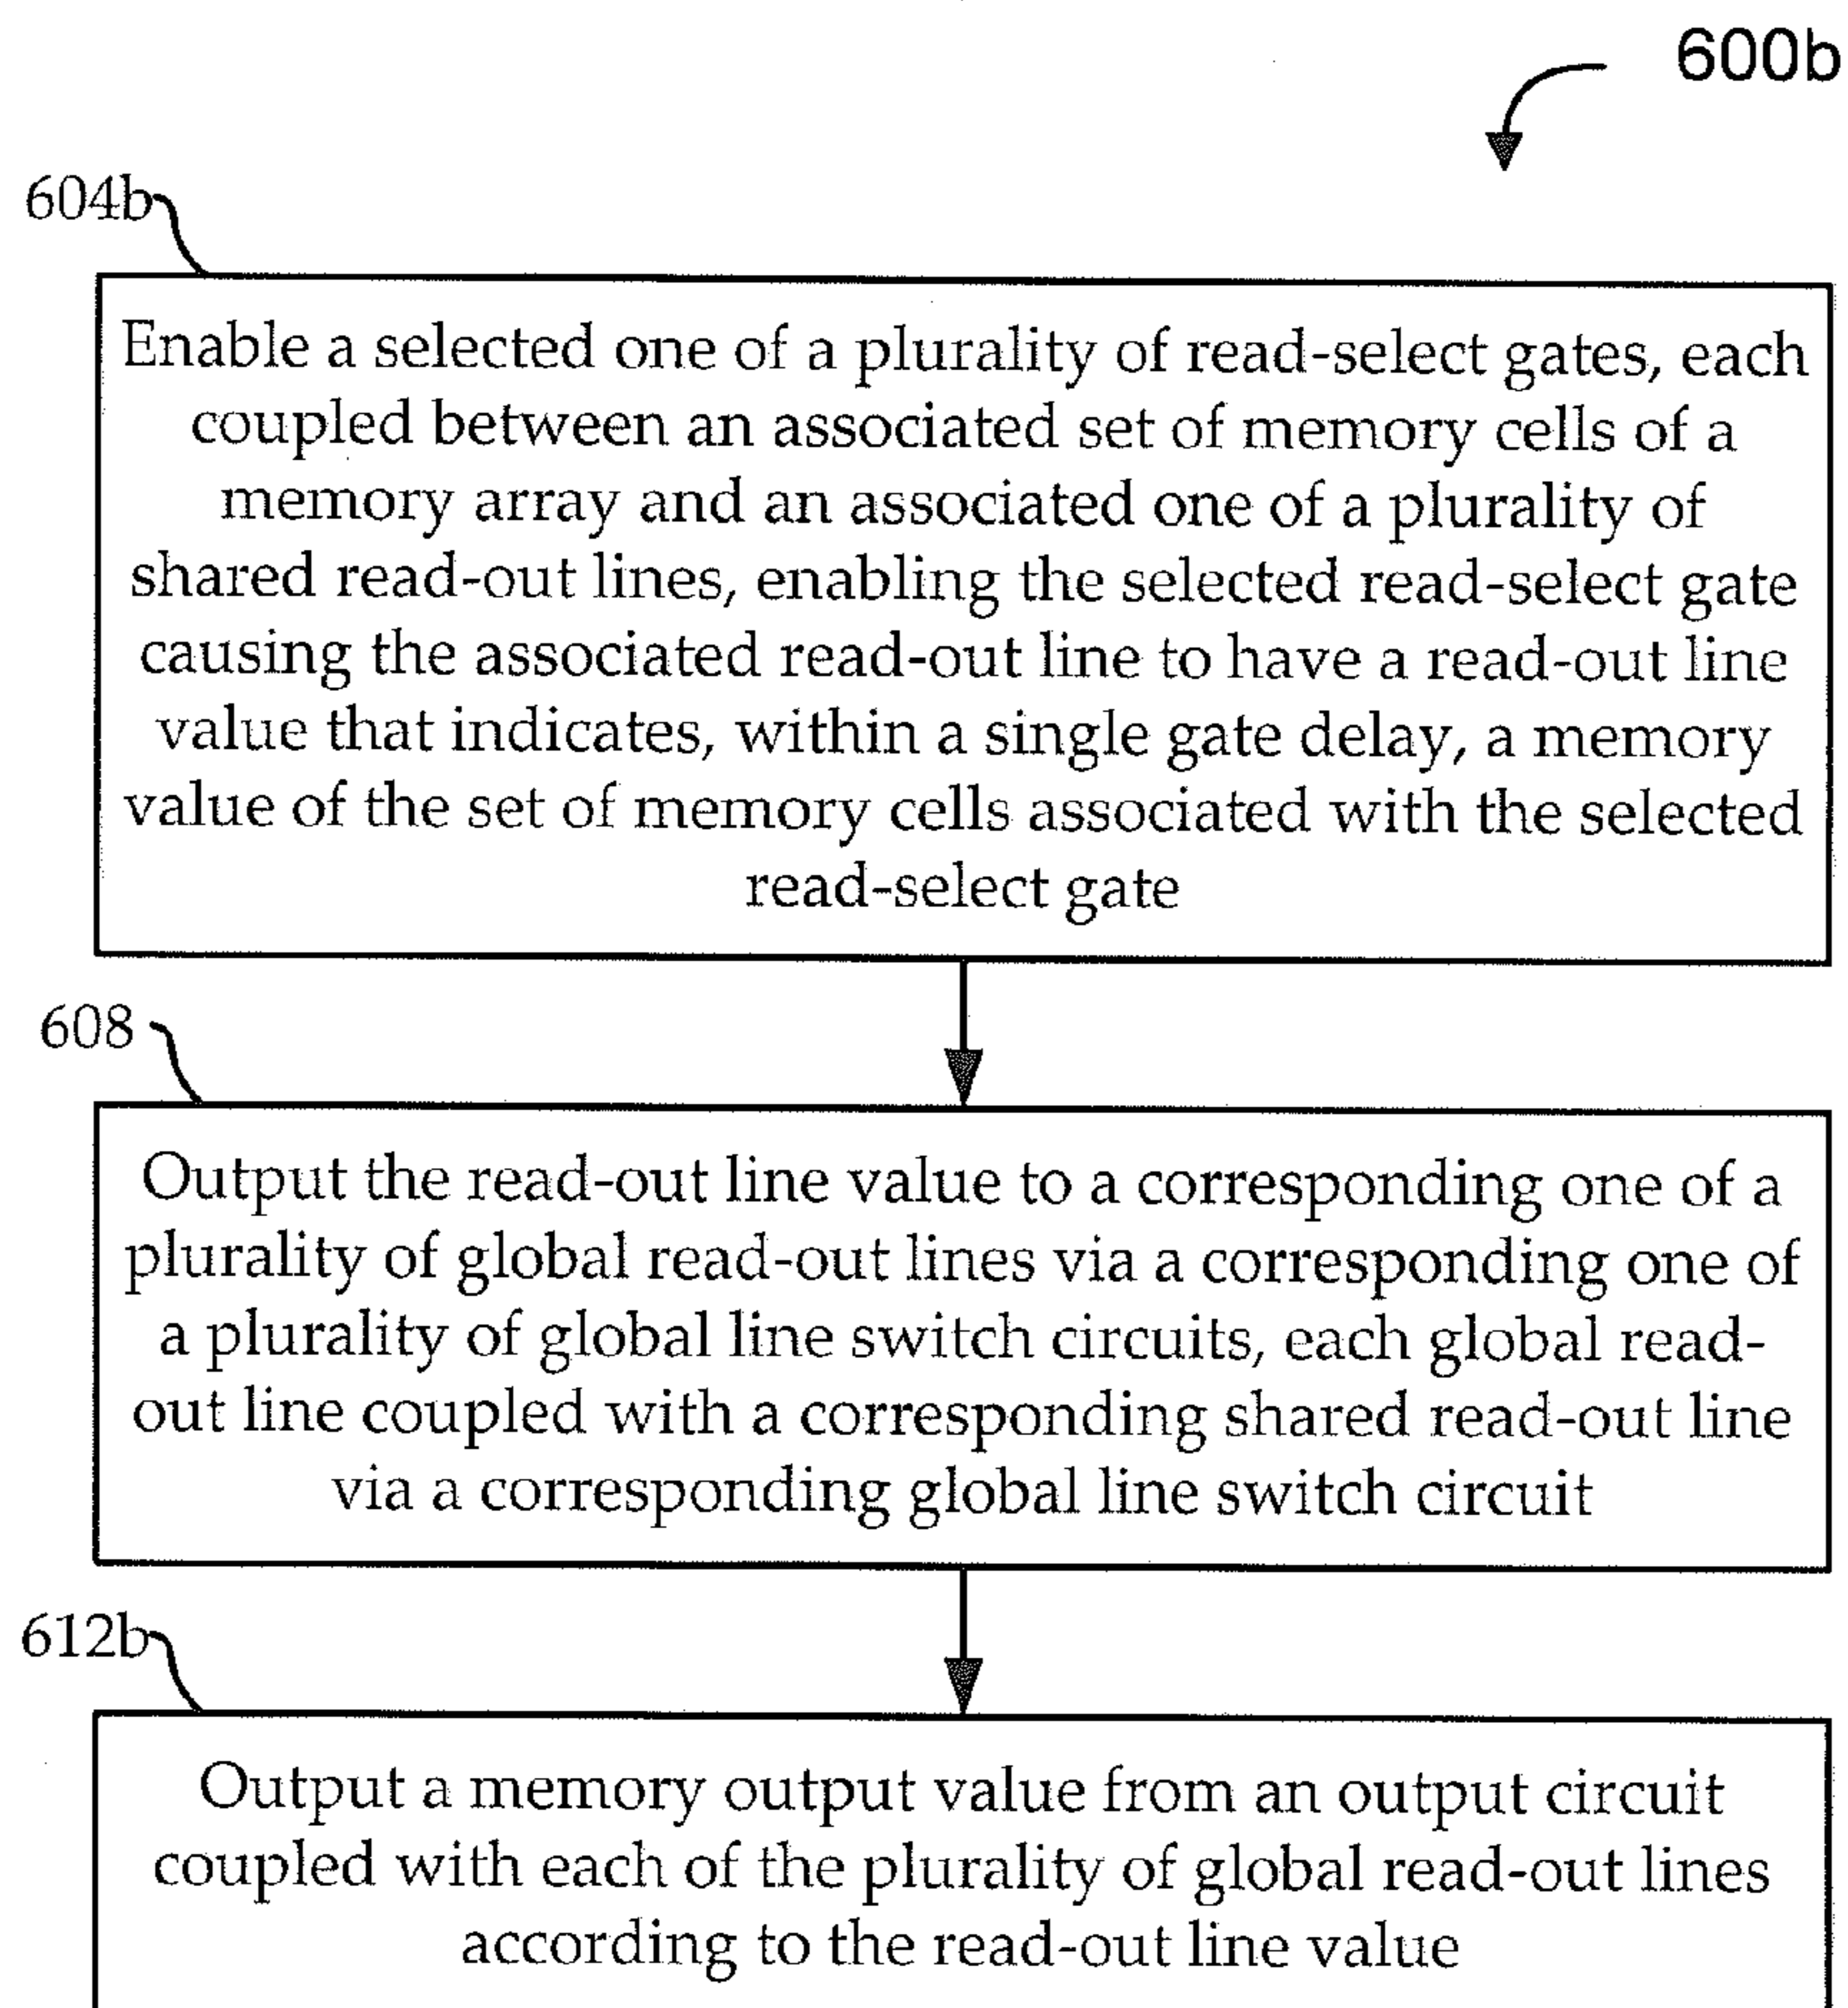 600b
604b
Enable a selected one of a plurality of read-select gates, each
coupled between an associated set of memory cells of a
memory array and an associated one of a plurality of
shared read-out lines, enabling the selected read-select gate
causing the associated read-out line to have a read-out line
value that indicates, within a single gate delay, a memory
value of the set of memory cells associated with the selected
read-select gate
608
Output the read-out line value to a corresponding one of a
plurality of global read-out lines via a corresponding one of
a plurality of global line switch circuits, each global read-
out line coupled with a corresponding shared read-out line
via a corresponding global line switch circuit
612b
Output a memory output value from an output circuit
coupled with each of the plurality of global read-out lines
according to the read-out line value